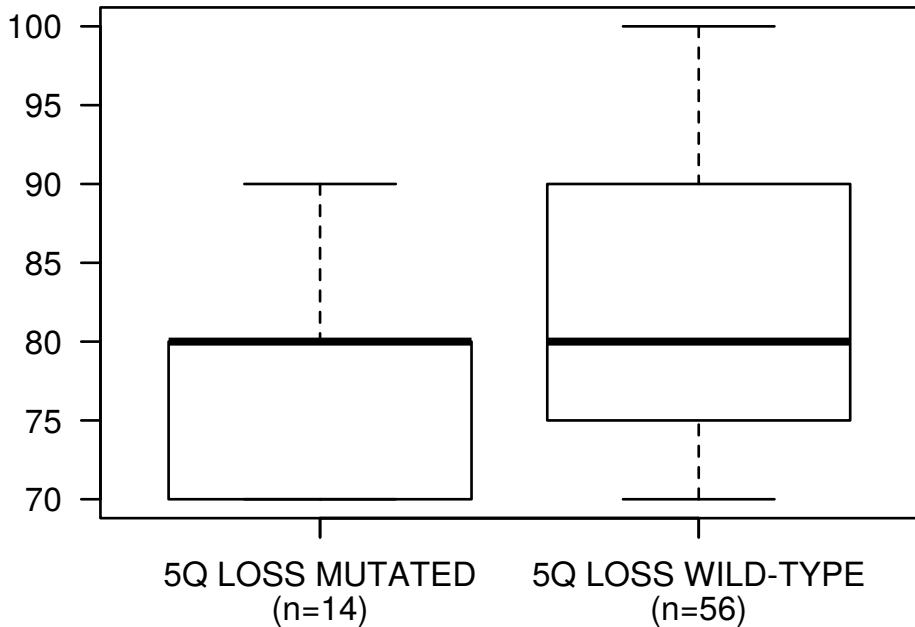 100
95
90
85
80
75
70
5Q LOSS MUTATED
(n=14)
5Q LOSS WILD-TYPE
(n=56)